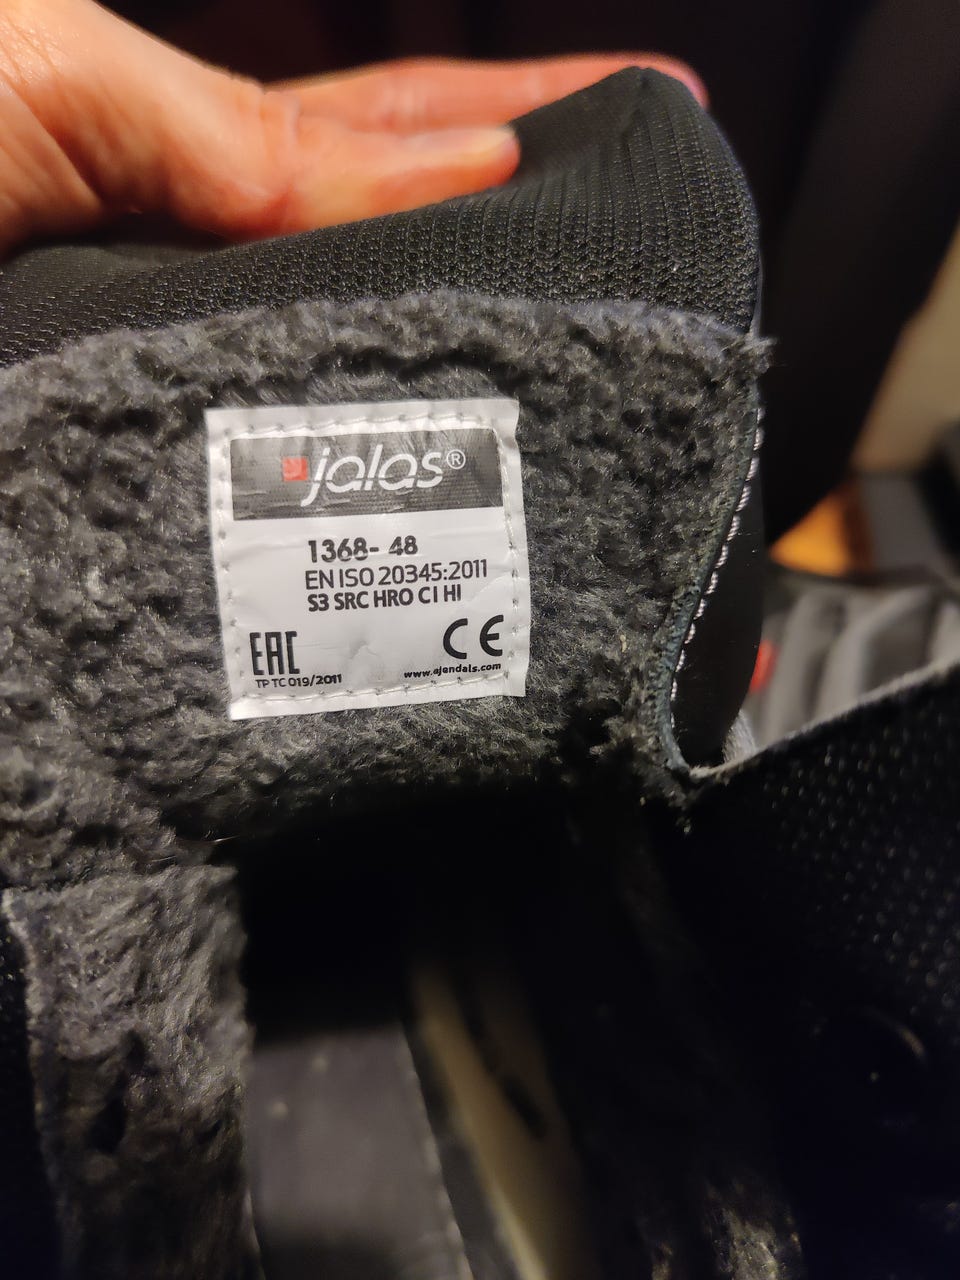 jalas®
1368- 48
EN ISO 20345:2011
S3 SRC HRO CI HI
EAC CE
TP TC 019/2011 www.ejendals.com